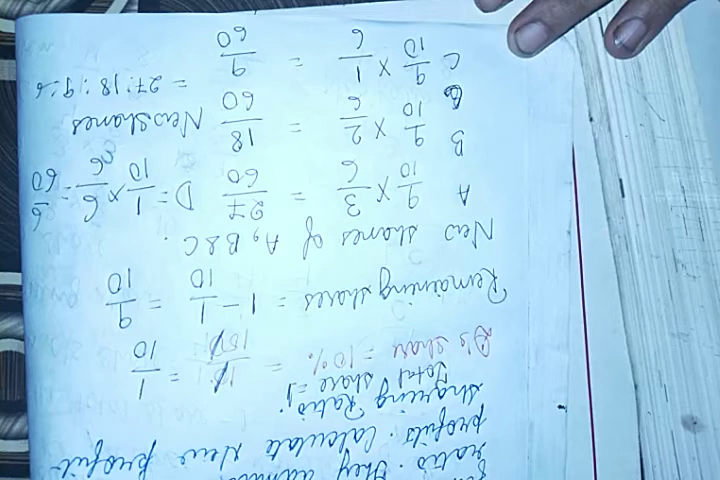 ratio. They
profits. Calculate New profit
sharing Ratio.
Total share = 1
D's share = 10% = = 1/10
Remaining shares = 1 - 1/10 = 9/10
New shares of A, B & C.
A 9/10 × 3/6 = 27/60 D = 1/10 × 6/6 = 6/60
B 9/10 × 2/6 = 18/60 New shares
C 9/10 × 1/6 = 9/60 = 27:18:9:6